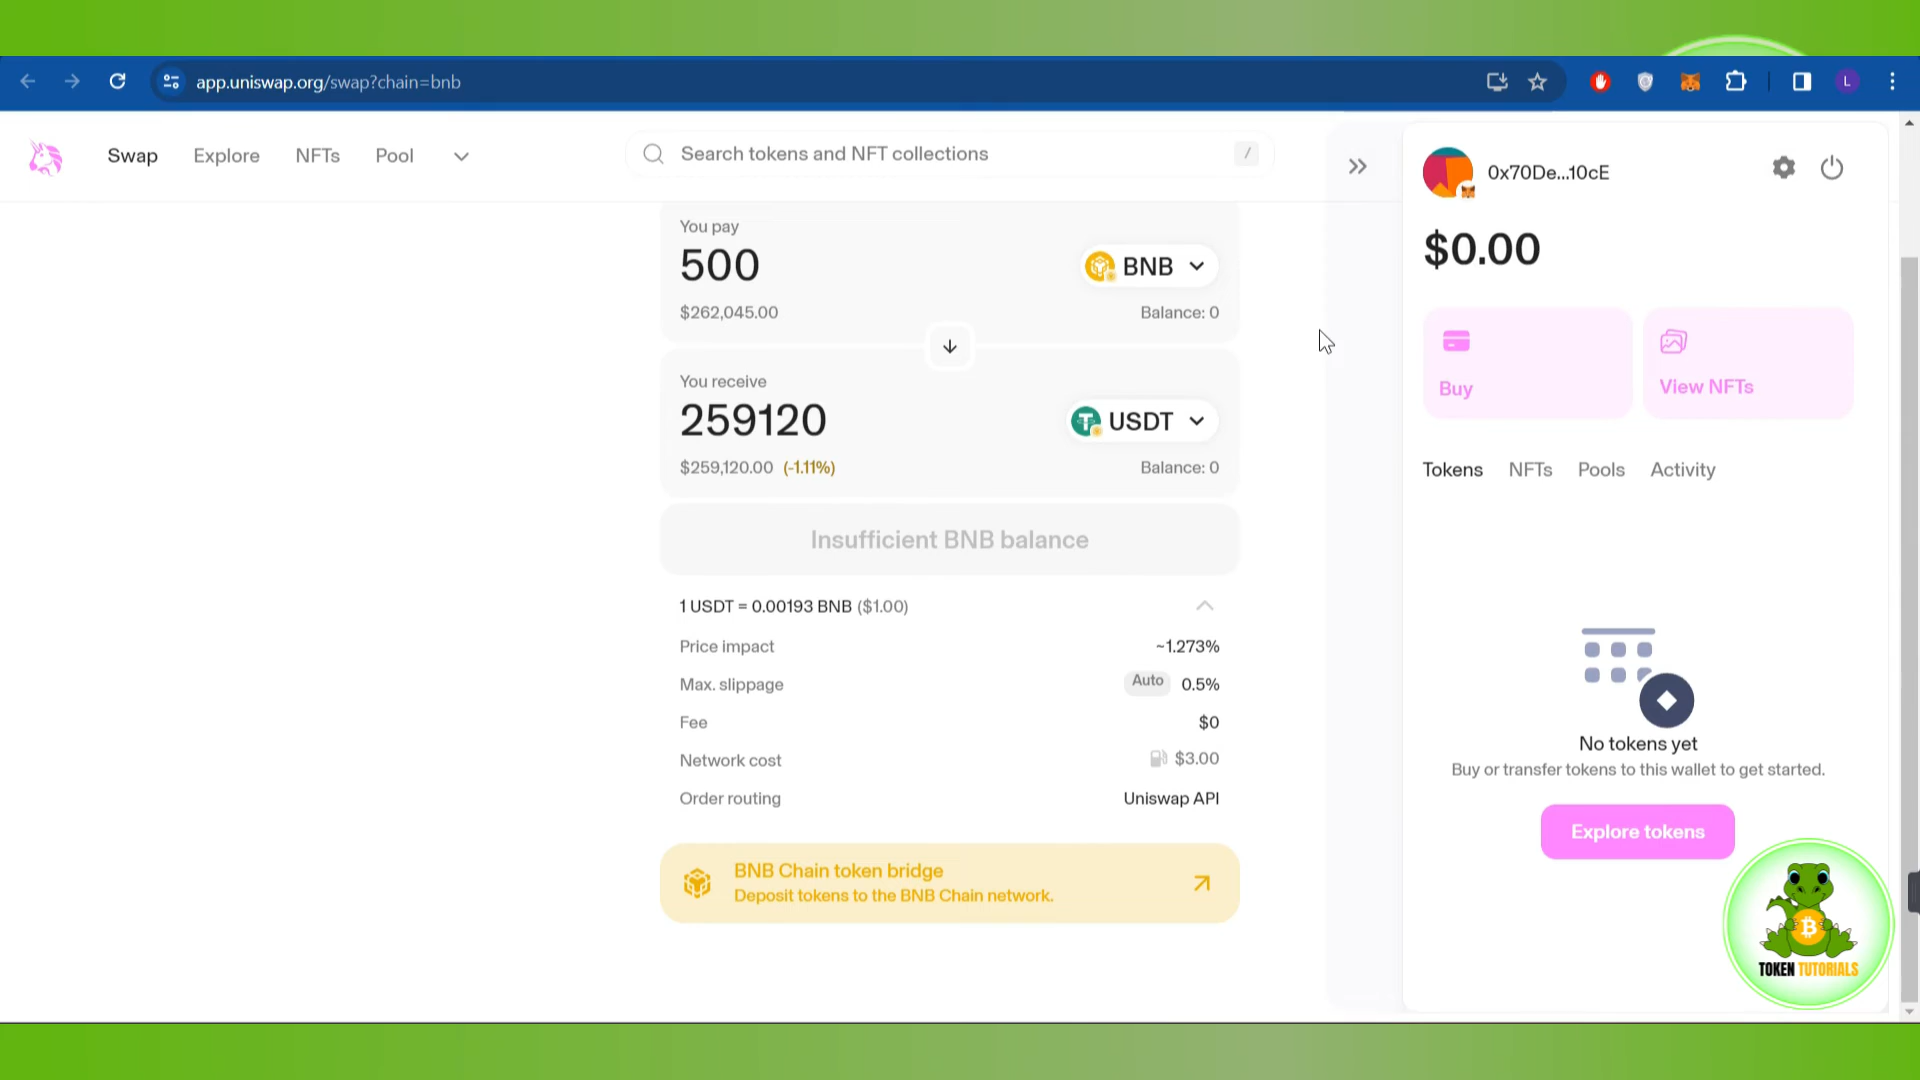 app.uniswap.org/swap?chain=bnb
L
Swap Explore NFTs Pool
Search tokens and NFT collections /
0x70De...10cE
$0.00
Buy
View NFTs
Tokens NFTs Pools Activity
No tokens yet
Buy or transfer tokens to this wallet to get started.
Explore tokens
You pay
500 BNB
$262,045.00 Balance: 0
You receive
259120 USDT
$259,120.00 (-1.11%) Balance: 0
Insufficient BNB balance
1 USDT = 0.00193 BNB ($1.00)
Price impact ~1.273%
Max. slippage Auto 0.5%
Fee $0
Network cost $3.00
Order routing Uniswap API
BNB Chain token bridge
Deposit tokens to the BNB Chain network.
TOKEN TUTORIALS